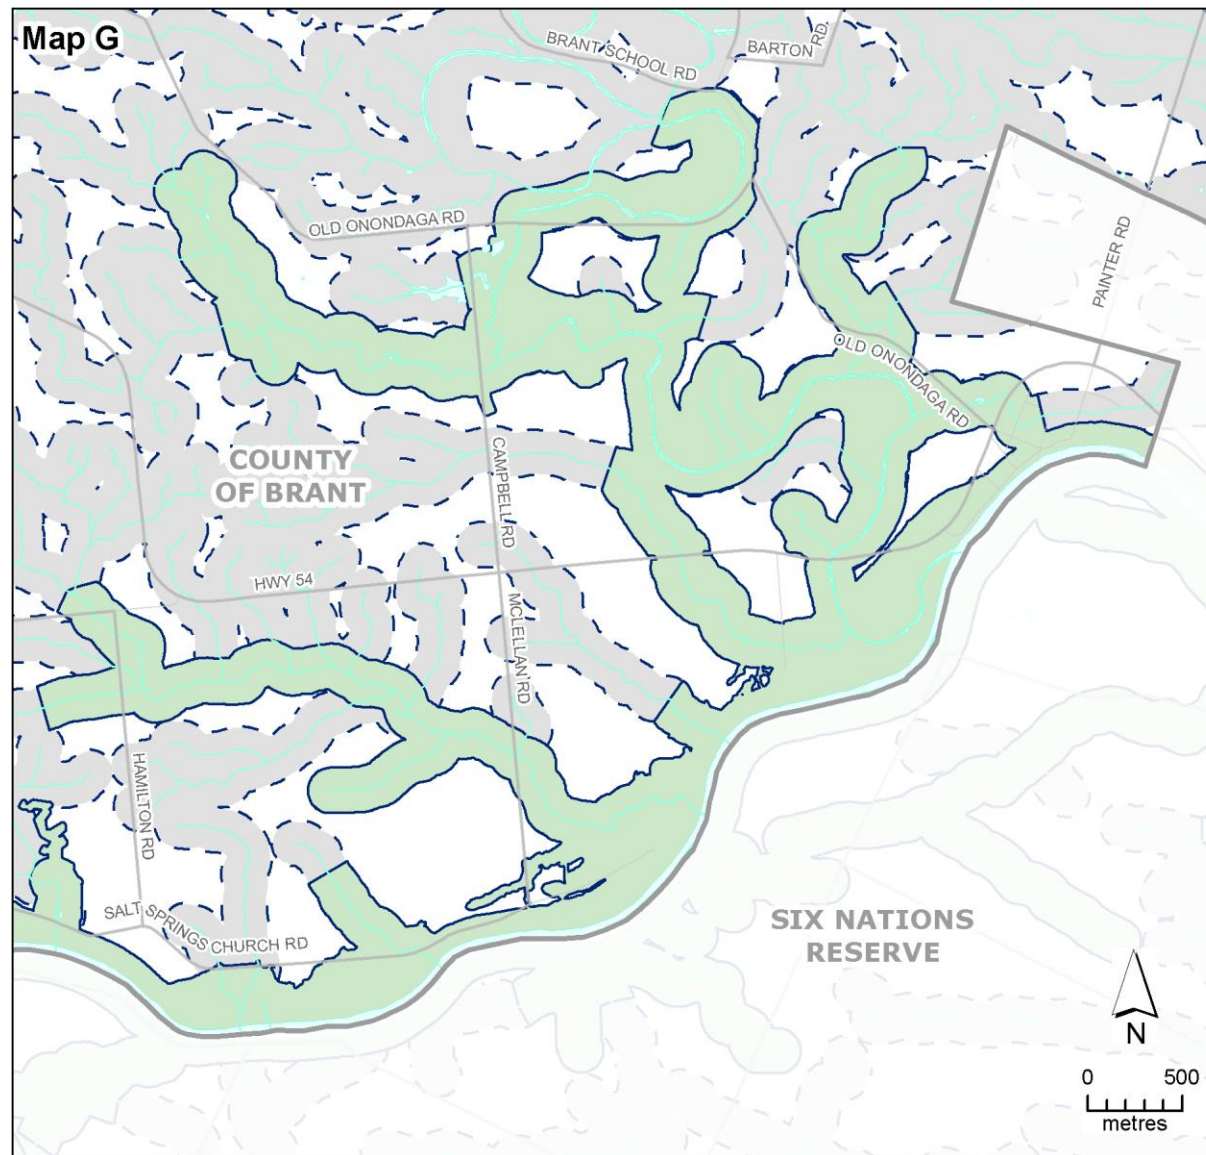 Map G
BRANT SCHOOL RD
BARTON RD
OLD ONONDAGA RD
PAINTER RD
OLD ONONDAGA RD
COUNTY
OF BRANT
CAMPBELL RD
HWY 54
MCLELLAN RD
HAMILTON RD
SALT SPRINGS CHURCH RD
SIX NATIONS
RESERVE
N
0 500
metres